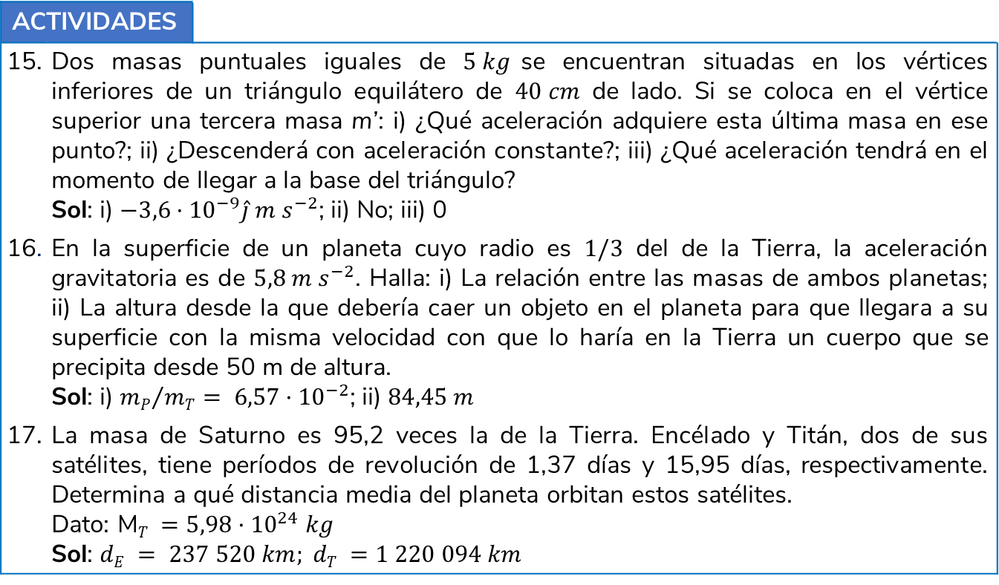 ACTIVIDADES
15. Dos masas puntuales iguales de 5 kg se encuentran situadas en los vértices
inferiores de un triángulo equilátero de 40 cm de lado. Si se coloca en el vértice
superior una tercera masa m’: i) ¿Qué aceleración adquiere esta última masa en ese
punto?; ii) ¿Descenderá con aceleración constante?; iii) ¿Qué aceleración tendrá en el
momento de llegar a la base del triángulo?
Sol: i) −3,6 · 10⁻⁹ ĵ m s⁻²; ii) No; iii) 0
16. En la superficie de un planeta cuyo radio es 1/3 del de la Tierra, la aceleración
gravitatoria es de 5,8 m s⁻². Halla: i) La relación entre las masas de ambos planetas;
ii) La altura desde la que debería caer un objeto en el planeta para que llegara a su
superficie con la misma velocidad con que lo haría en la Tierra un cuerpo que se
precipita desde 50 m de altura.
Sol: i) m_P/m_T = 6,57 · 10⁻²; ii) 84,45 m
17. La masa de Saturno es 95,2 veces la de la Tierra. Encélado y Titán, dos de sus
satélites, tiene períodos de revolución de 1,37 días y 15,95 días, respectivamente.
Determina a qué distancia media del planeta orbitan estos satélites.
Dato: M_T = 5,98 · 10²⁴ kg
Sol: d_E = 237 520 km; d_T = 1 220 094 km